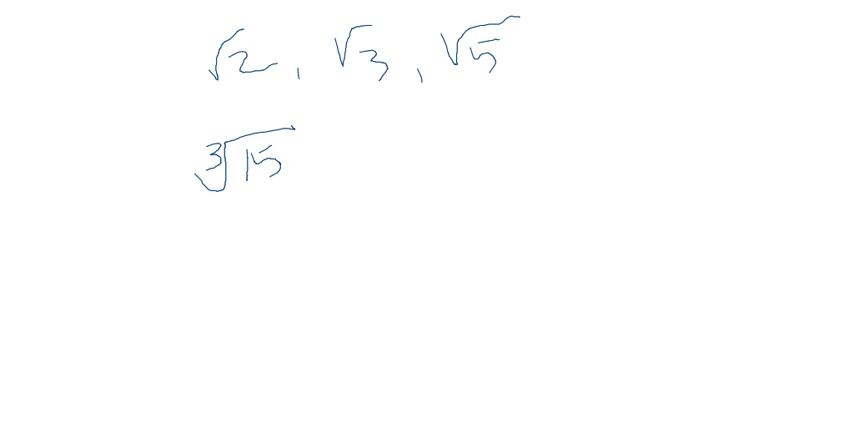 √2, √3, √5
∛15